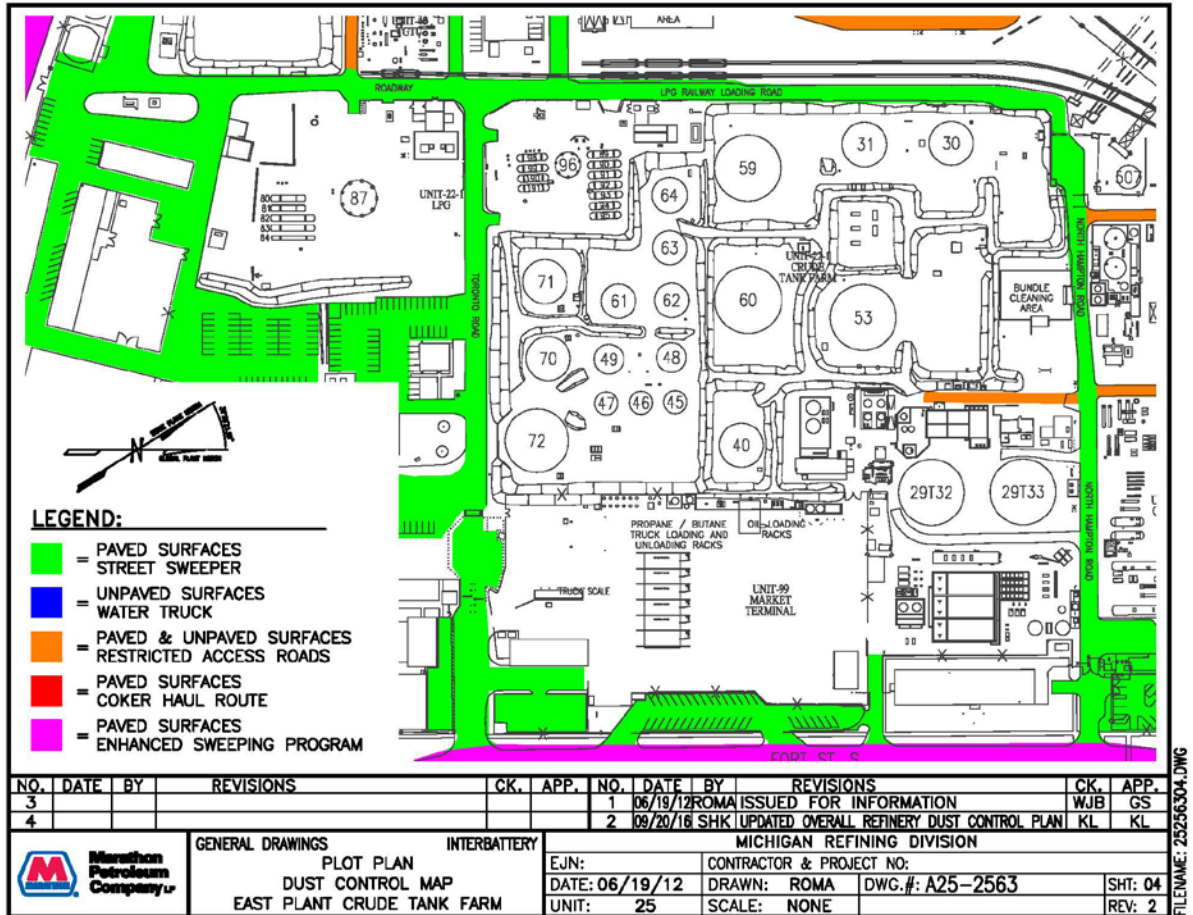 AREA
ROADWAY
LPG RAILWAY LOADING ROAD
59
31
30
96
87
64
507
80
81
82
83
84
UNIT-22-1
LPG
63
NORTH HAMPTON ROAD
UNIT-22-1
CRUDE
TANK FARM
71
61
62
60
53
BUNDLE
CLEANING
AREA
TORONTO ROAD
70
49
48
47
46
45
72
40
29T32
29T33
NORTH HAMPTON ROAD
N
PROPANE / BUTANE
TRUCK LOADING AND
UNLOADING RACKS
OIL LOADING
RACKS
TRUCK SCALE
UNIT-99
MARKET
TERMINAL
FORT ST. S
LEGEND:
= PAVED SURFACES
STREET SWEEPER
= UNPAVED SURFACES
WATER TRUCK
= PAVED & UNPAVED SURFACES
RESTRICTED ACCESS ROADS
= PAVED SURFACES
COKER HAUL ROUTE
= PAVED SURFACES
ENHANCED SWEEPING PROGRAM
NO. DATE BY REVISIONS CK. APP. NO. DATE BY REVISIONS CK. APP.
3 1 06/19/12 ROMA ISSUED FOR INFORMATION WJB GS
4 2 09/20/16 SHK UPDATED OVERALL REFINERY DUST CONTROL PLAN KL KL
MARATHON
Marathon
Petroleum
Company LP
GENERAL DRAWINGS INTERBATTERY
PLOT PLAN
DUST CONTROL MAP
EAST PLANT CRUDE TANK FARM
MICHIGAN REFINING DIVISION
EJN: CONTRACTOR & PROJECT NO:
DATE: 06/19/12 DRAWN: ROMA DWG.#: A25-2563 SHT: 04
UNIT: 25 SCALE: NONE REV: 2
FILENAME: 25256304.DWG